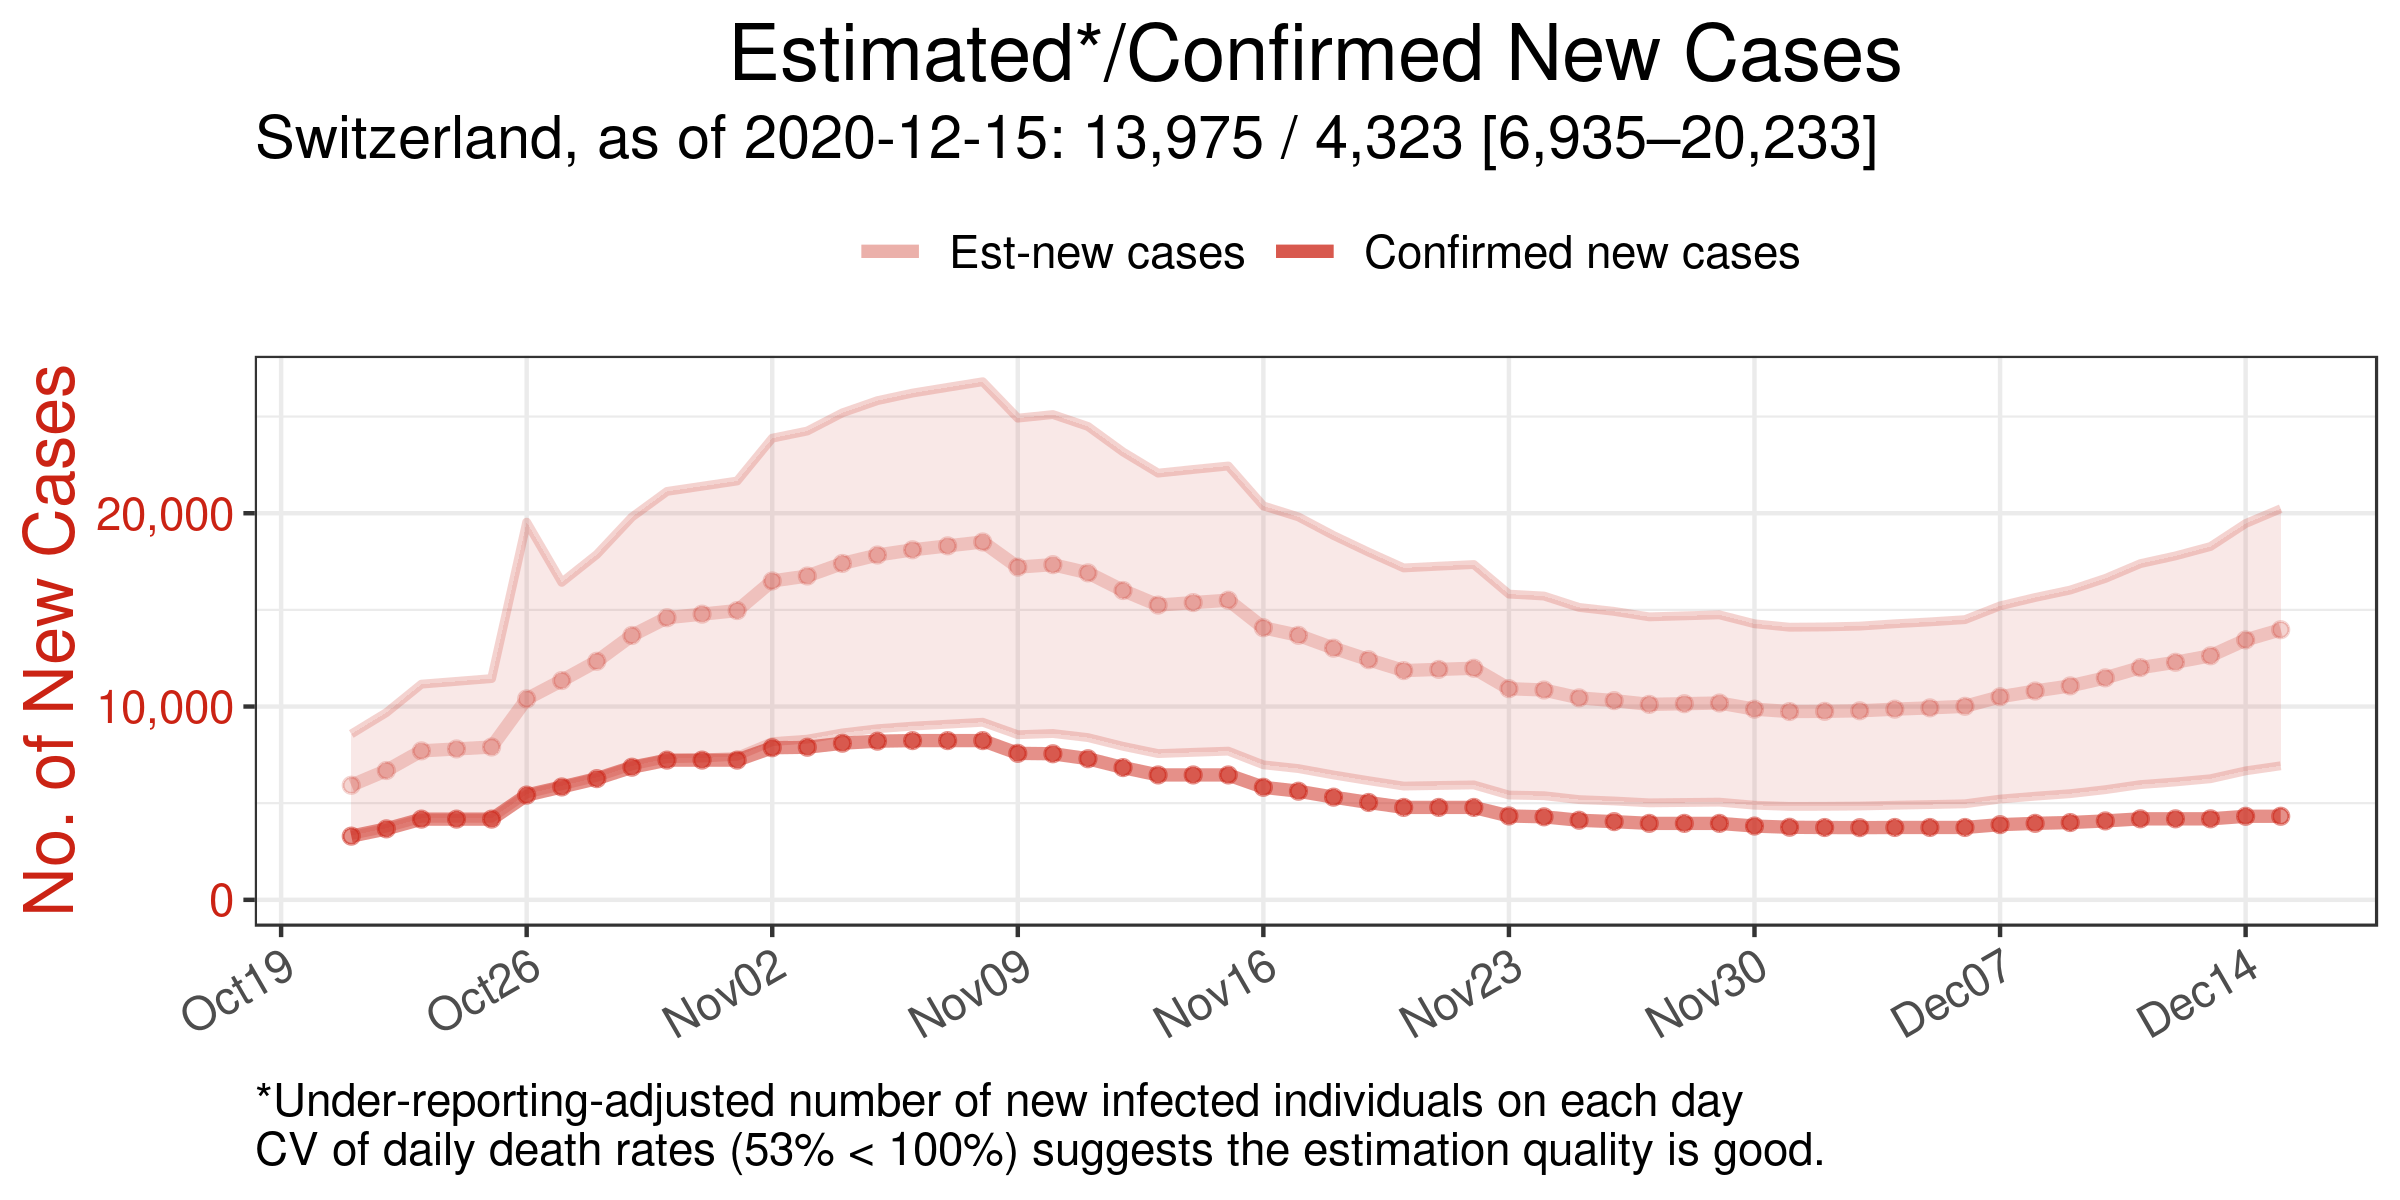 Estimated*/Confirmed New Cases
Switzerland, as of 2020-12-15: 13,975 / 4,323 [6,935–20,233]
Est-new cases
Confirmed new cases
No. of New Cases
20,000
10,000
0
Oct19
Oct26
Nov02
Nov09
Nov16
Nov23
Nov30
Dec07
Dec14
*Under-reporting-adjusted number of new infected individuals on each day
CV of daily death rates (53% < 100%) suggests the estimation quality is good.